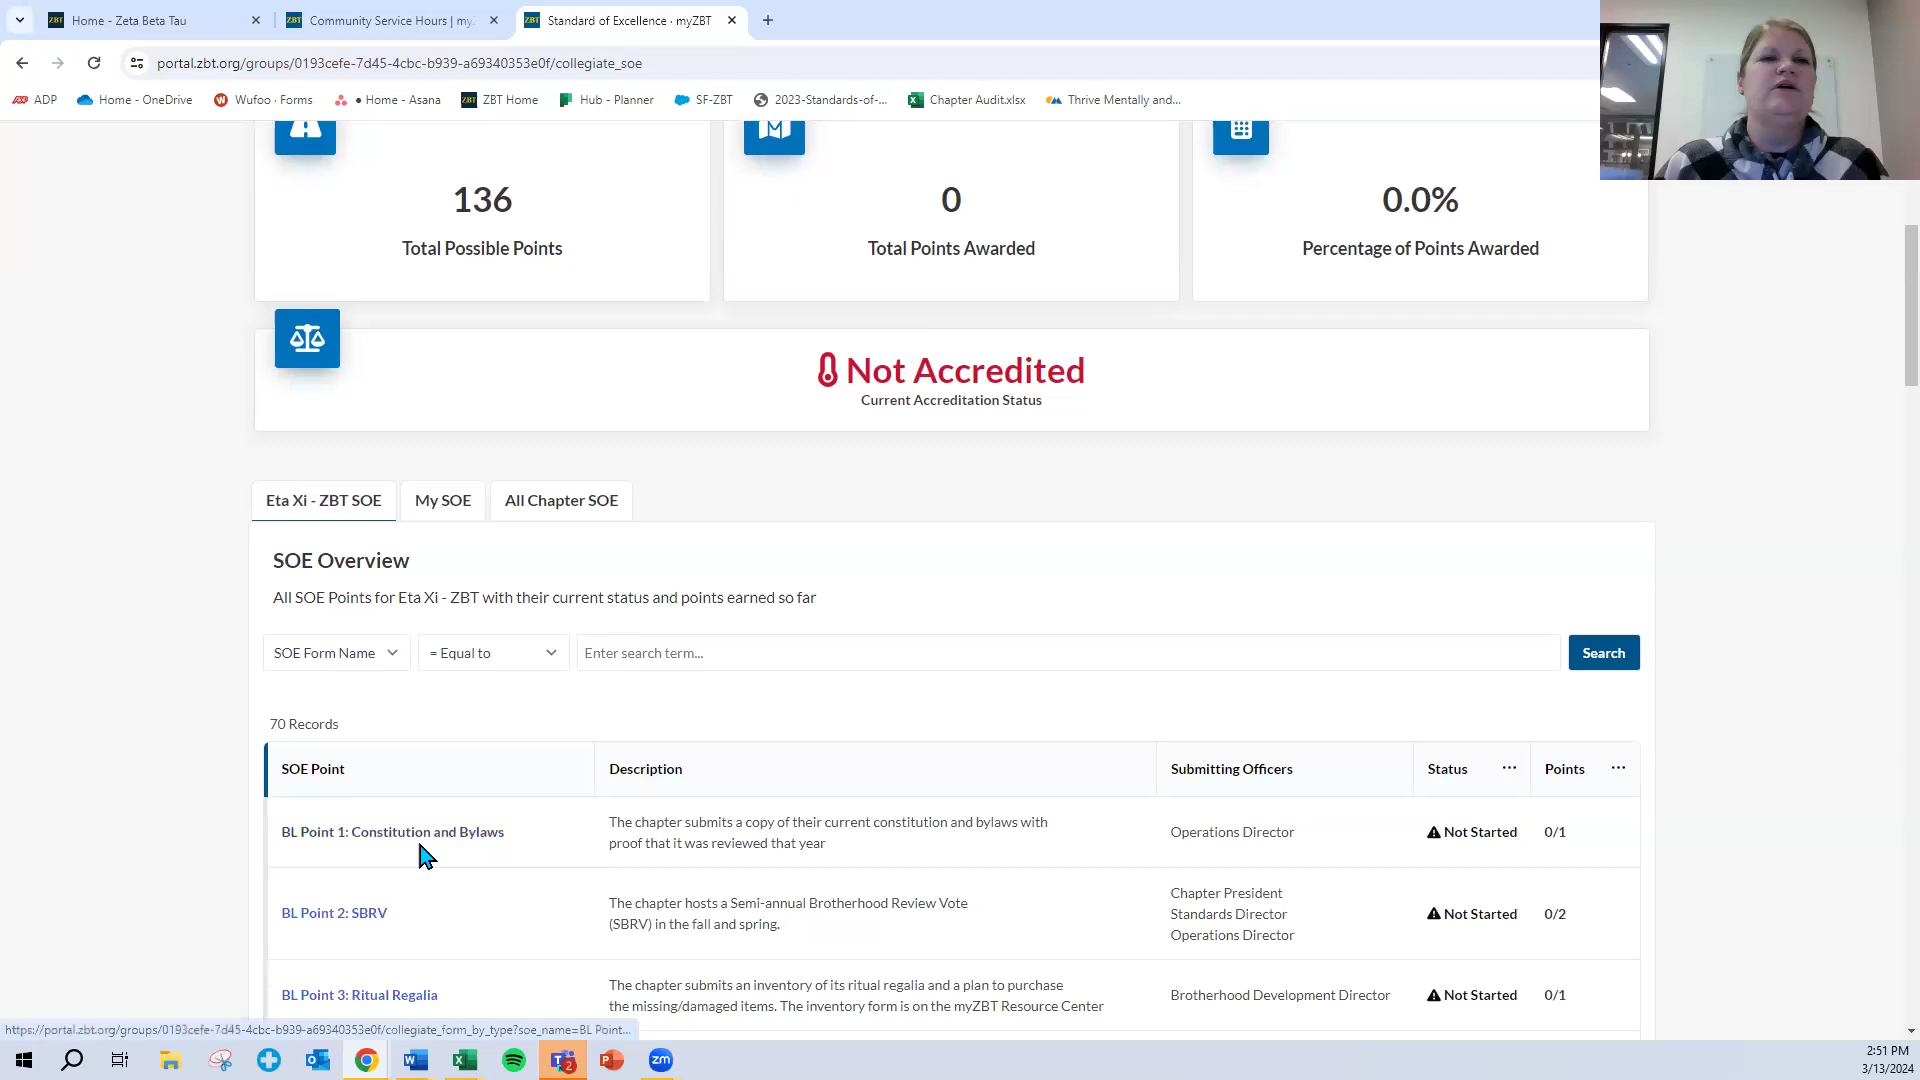 ZBT Home - Zeta Beta Tau
ZBT Community Service Hours | my
ZBT Standard of Excellence · myZBT
portal.zbt.org/groups/0193cefe-7d45-4cbc-b939-a69340353e0f/collegiate_soe
ADP Home - OneDrive Wufoo · Forms ● Home - Asana ZBT ZBT Home Hub - Planner SF-ZBT 2023-Standards-of-... Chapter Audit.xlsx Thrive Mentally and...
136
Total Possible Points
0
Total Points Awarded
0.0%
Percentage of Points Awarded
Not Accredited
Current Accreditation Status
Eta Xi - ZBT SOE My SOE All Chapter SOE
SOE Overview
All SOE Points for Eta Xi - ZBT with their current status and points earned so far
SOE Form Name = Equal to Enter search term... Search
70 Records
SOE Point Description Submitting Officers Status ... Points ...
BL Point 1: Constitution and Bylaws
The chapter submits a copy of their current constitution and bylaws with
proof that it was reviewed that year
Operations Director
Not Started
0/1
BL Point 2: SBRV
The chapter hosts a Semi-annual Brotherhood Review Vote
(SBRV) in the fall and spring.
Chapter President
Standards Director
Operations Director
Not Started
0/2
BL Point 3: Ritual Regalia
The chapter submits an inventory of its ritual regalia and a plan to purchase
the missing/damaged items. The inventory form is on the myZBT Resource Center
Brotherhood Development Director
Not Started
0/1
https://portal.zbt.org/groups/0193cefe-7d45-4cbc-b939-a69340353e0f/collegiate_form_by_type?soe_name=BL Point...
zm
2
2:51 PM
3/13/2024